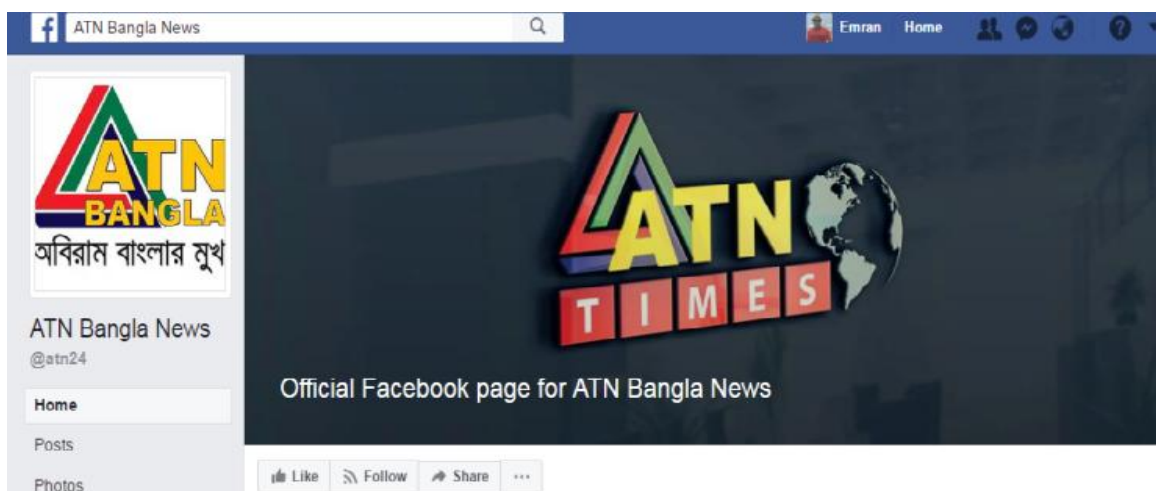 f ATN Bangla News Emran Home
ATN
BANGLA
অবিরাম বাংলার মুখ
ATN
TIMES
ATN Bangla News
@atn24
Official Facebook page for ATN Bangla News
Home
Posts
Photos
Like Follow Share ...